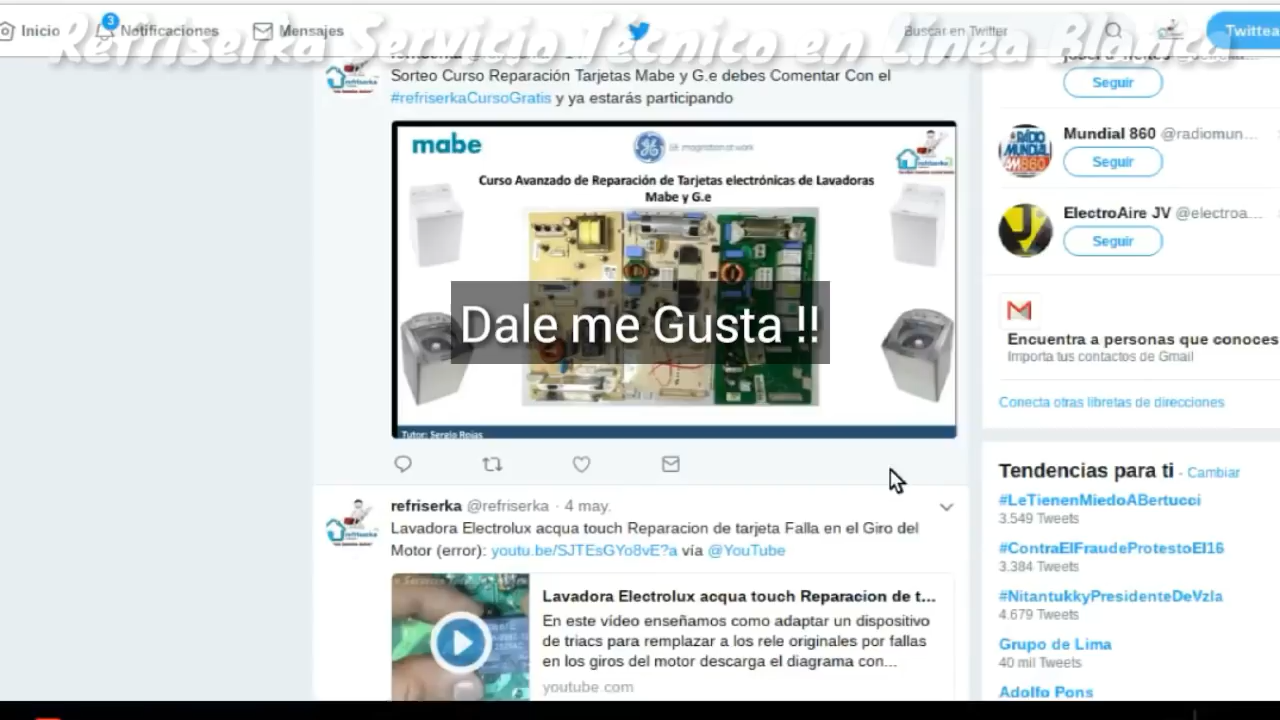 Refriserka Servicio Técnico en Línea Blanca
Inicio
3
Notificaciones
Mensajes
Buscar en Twitter
Sorteo Curso Reparación Tarjetas Mabe y G.e debes Comentar Con el
#refriserkaCursoGratis y ya estarás participando
mabe
imagination at work
Curso Avanzado de Reparación de Tarjetas electrónicas de Lavadoras
Mabe y G.e
Dale me Gusta !!
Tutor: Sergio Rojas
refriserka @refriserka · 4 may.
Lavadora Electrolux acqua touch Reparacion de tarjeta Falla en el Giro del
Motor (error): youtu.be/SJTEsGYo8vE?a vía @YouTube
Lavadora Electrolux acqua touch Reparacion de t...
En este vídeo enseñamos como adaptar un dispositivo
de triacs para remplazar a los rele originales por fallas
en los giros del motor descarga el diagrama con...
youtube.com
Seguir
Mundial 860 @radiomun...
Seguir
ElectroAire JV @electroa...
Seguir
Encuentra a personas que conoces
Importa tus contactos de Gmail
Conecta otras libretas de direcciones
Tendencias para ti - Cambiar
#LeTienenMiedoABertucci
3.549 Tweets
#ContraElFraudeProtestoEl16
3.384 Tweets
#NitantukkyPresidenteDeVzla
4.679 Tweets
Grupo de Lima
40 mil Tweets
Adolfo Pons